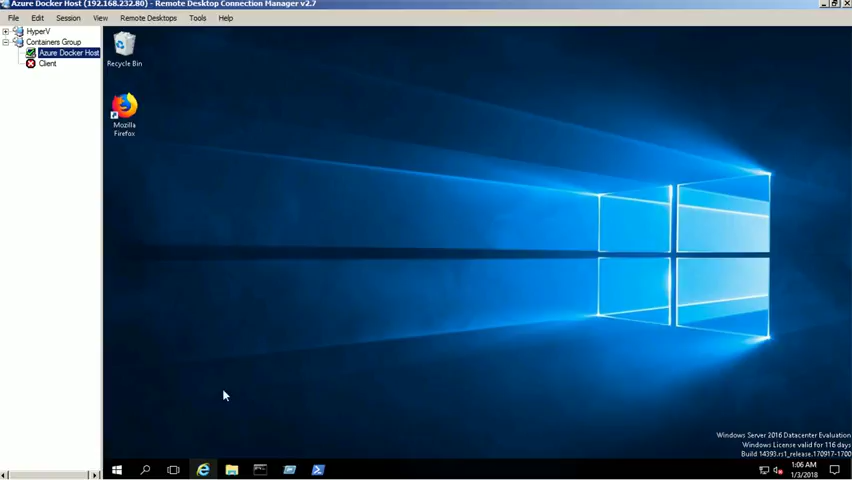 Azure Docker Host (192.168.232.80) - Remote Desktop Connection Manager v2.7
File Edit Session View Remote Desktops Tools Help
HyperV
Containers Group
Azure Docker Host
Client
Recycle Bin
Mozilla
Firefox
Windows Server 2016 Datacenter Evaluation
Windows License valid for 116 days
Build 14393.rs1_release.170917-1700
1:06 AM
1/3/2018